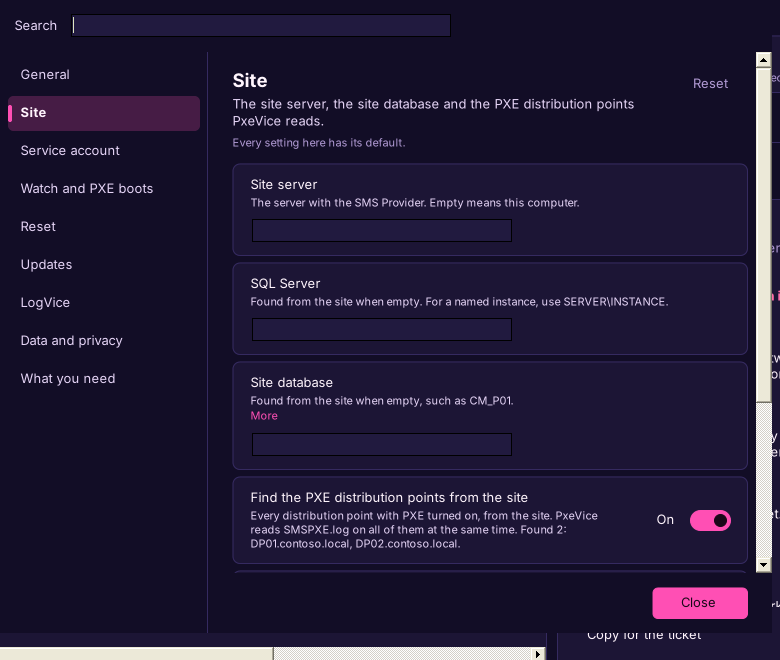 Search
General
Site
Service account
Watch and PXE boots
Reset
Updates
LogVice
Data and privacy
What you need
Site
Reset
The site server, the site database and the PXE distribution points
PxeVice reads.
Every setting here has its default.
Site server
The server with the SMS Provider. Empty means this computer.
SQL Server
Found from the site when empty. For a named instance, use SERVER\INSTANCE.
Site database
Found from the site when empty, such as CM_P01.
More
Find the PXE distribution points from the site
Every distribution point with PXE turned on, from the site. PxeVice
reads SMSPXE.log on all of them at the same time. Found 2:
DP01.contoso.local, DP02.contoso.local.
On
Close
Copy for the ticket